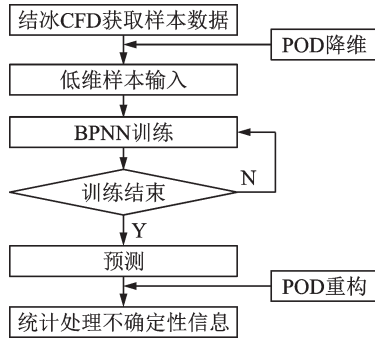 结冰CFD获取样本数据
POD降维
低维样本输入
BPNN训练
训练结束
N
Y
预测
POD重构
统计处理不确定性信息